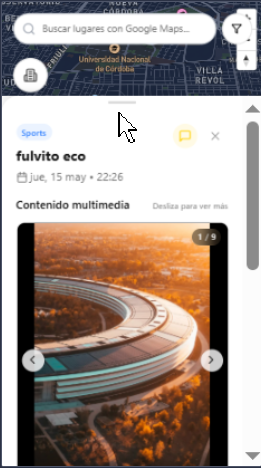 NUEVA
CÓRDOBA
Buscar lugares con Google Maps...
FRIULI
Universidad Nacional
de Córdoba
VILLA
REVOL
Sports
fulvito eco
jue, 15 may • 22:26
Contenido multimedia
Desliza para ver más
1 / 9